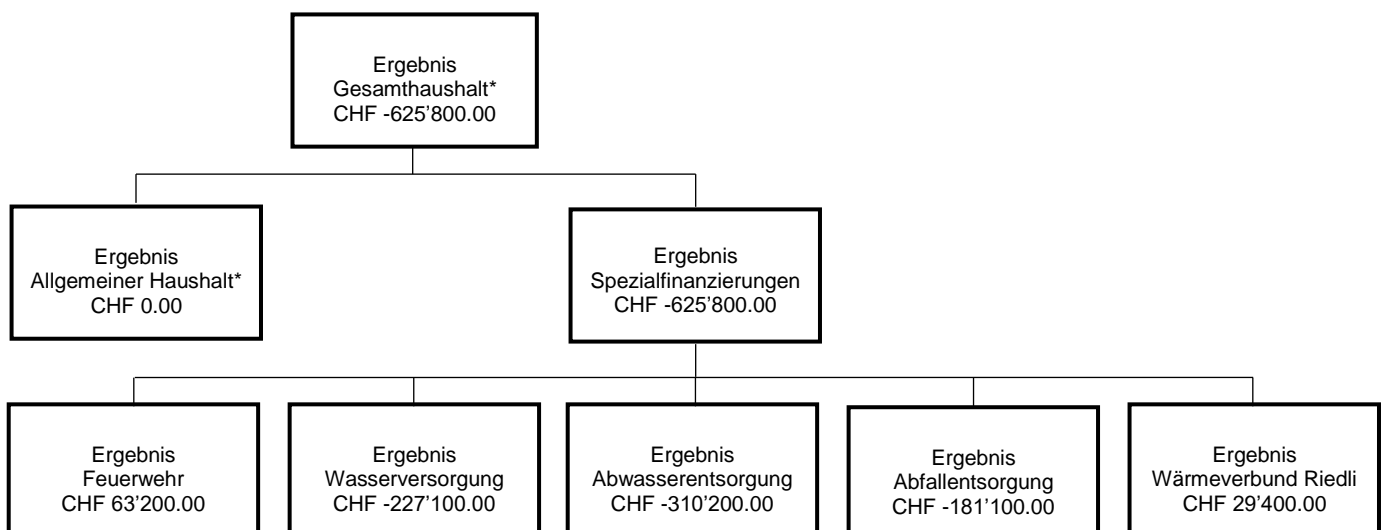 Ergebnis
Gesamthaushalt*
CHF -625’800.00
Ergebnis
Allgemeiner Haushalt*
CHF 0.00
Ergebnis
Spezialfinanzierungen
CHF -625’800.00
Ergebnis
Feuerwehr
CHF 63’200.00
Ergebnis
Wasserversorgung
CHF -227’100.00
Ergebnis
Abwasserentsorgung
CHF -310’200.00
Ergebnis
Abfallentsorgung
CHF -181’100.00
Ergebnis
Wärmeverbund Riedli
CHF 29’400.00